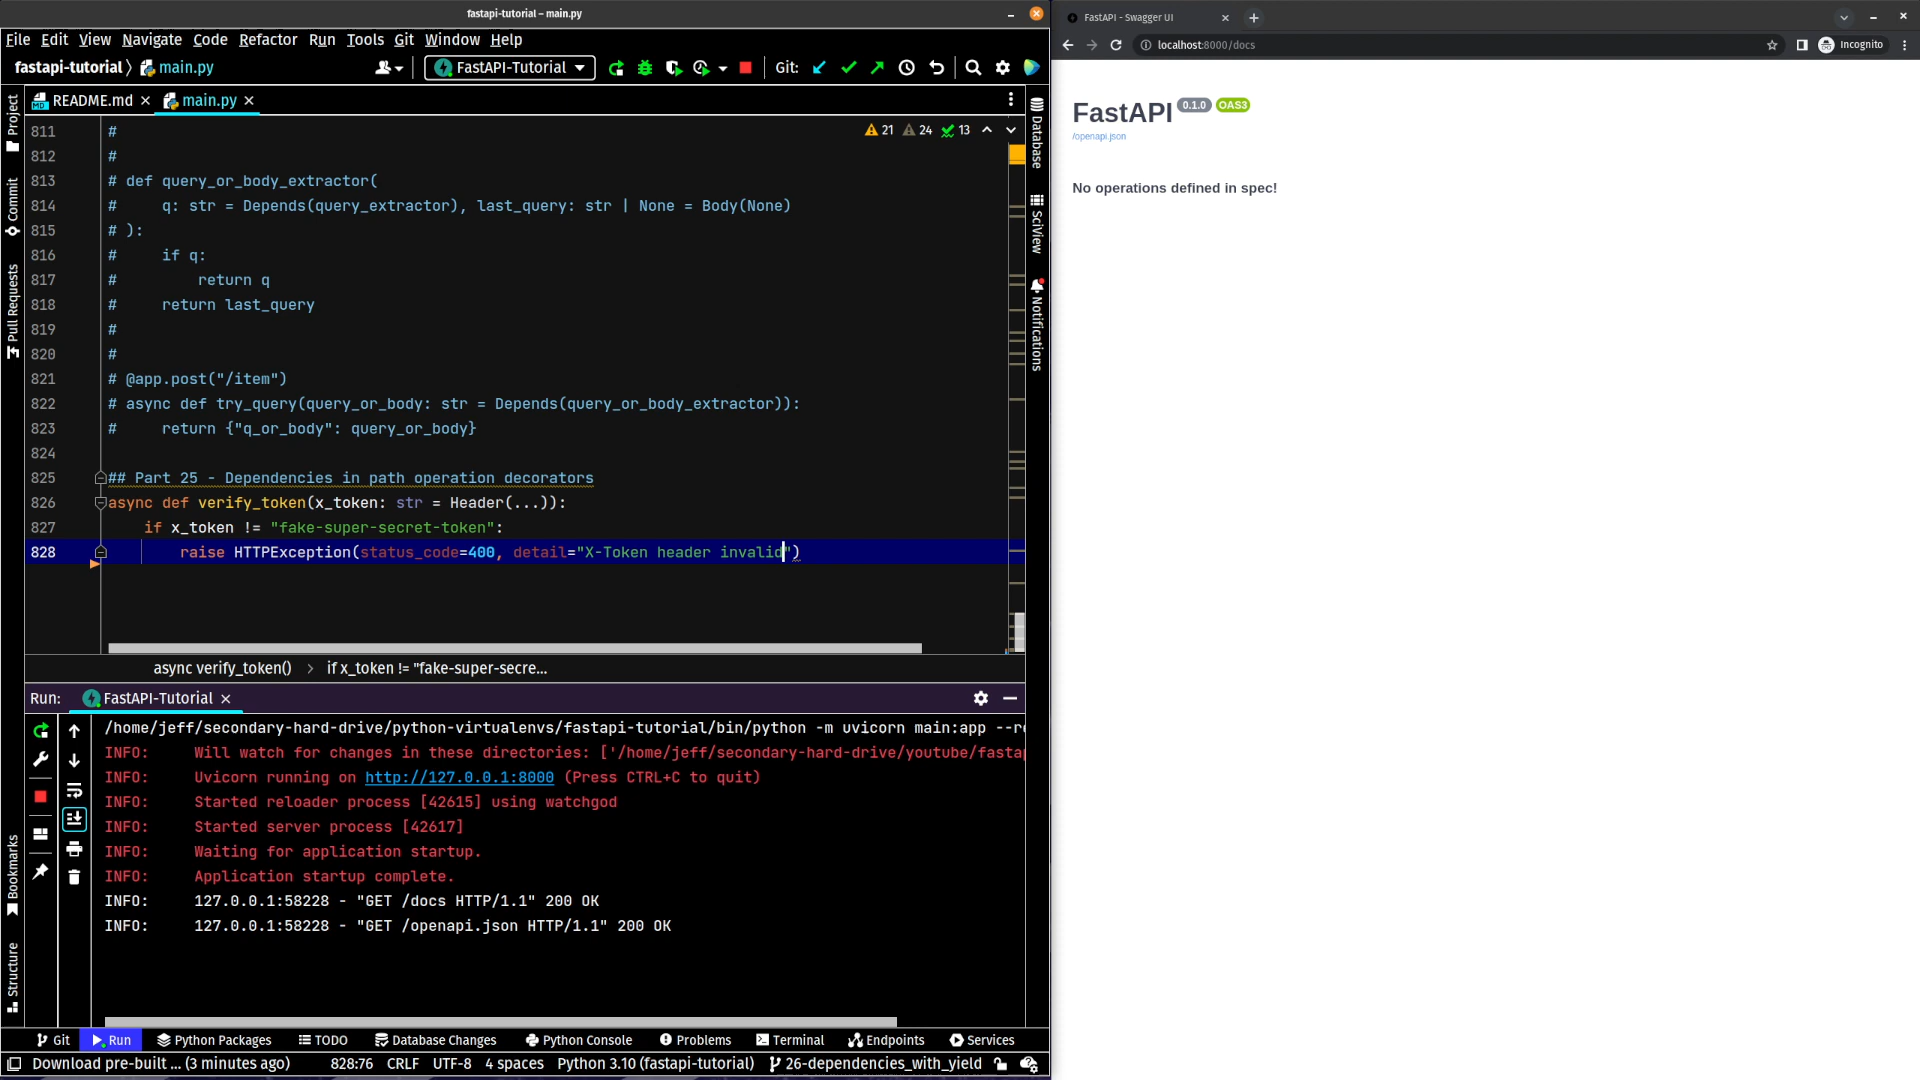 fastapi-tutorial – main.py
File Edit View Navigate Code Refactor Run Tools Git Window Help
fastapi-tutorial main.py FastAPI-Tutorial Git:
README.md main.py
21 24 13
811 #
812 #
813 # def query_or_body_extractor(
814 #     q: str = Depends(query_extractor), last_query: str | None = Body(None)
815 # ):
816 #     if q:
817 #         return q
818 #     return last_query
819 #
820 #
821 # @app.post("/item")
822 # async def try_query(query_or_body: str = Depends(query_or_body_extractor)):
823 #     return {"q_or_body": query_or_body}
824
825 ## Part 25 - Dependencies in path operation decorators
826 async def verify_token(x_token: str = Header(...)):
827     if x_token != "fake-super-secret-token":
828         raise HTTPException(status_code=400, detail="X-Token header invalid")
async verify_token() › if x_token != "fake-super-secre...
Run: FastAPI-Tutorial
/home/jeff/secondary-hard-drive/python-virtualenvs/fastapi-tutorial/bin/python -m uvicorn main:app --re
INFO: Will watch for changes in these directories: ['/home/jeff/secondary-hard-drive/youtube/fastap
INFO: Uvicorn running on http://127.0.0.1:8000 (Press CTRL+C to quit)
INFO: Started reloader process [42615] using watchgod
INFO: Started server process [42617]
INFO: Waiting for application startup.
INFO: Application startup complete.
INFO: 127.0.0.1:58228 - "GET /docs HTTP/1.1" 200 OK
INFO: 127.0.0.1:58228 - "GET /openapi.json HTTP/1.1" 200 OK
Git Run Python Packages TODO Database Changes Python Console Problems Terminal Endpoints Services
Download pre-built ... (3 minutes ago) 828:76 CRLF UTF-8 4 spaces Python 3.10 (fastapi-tutorial) 26-dependencies_with_yield
Project
Commit
Pull Requests
Bookmarks
Structure
Database
SciView
Notifications
FastAPI - Swagger UI
localhost:8000/docs Incognito
FastAPI 0.1.0 OAS3
/openapi.json
No operations defined in spec!